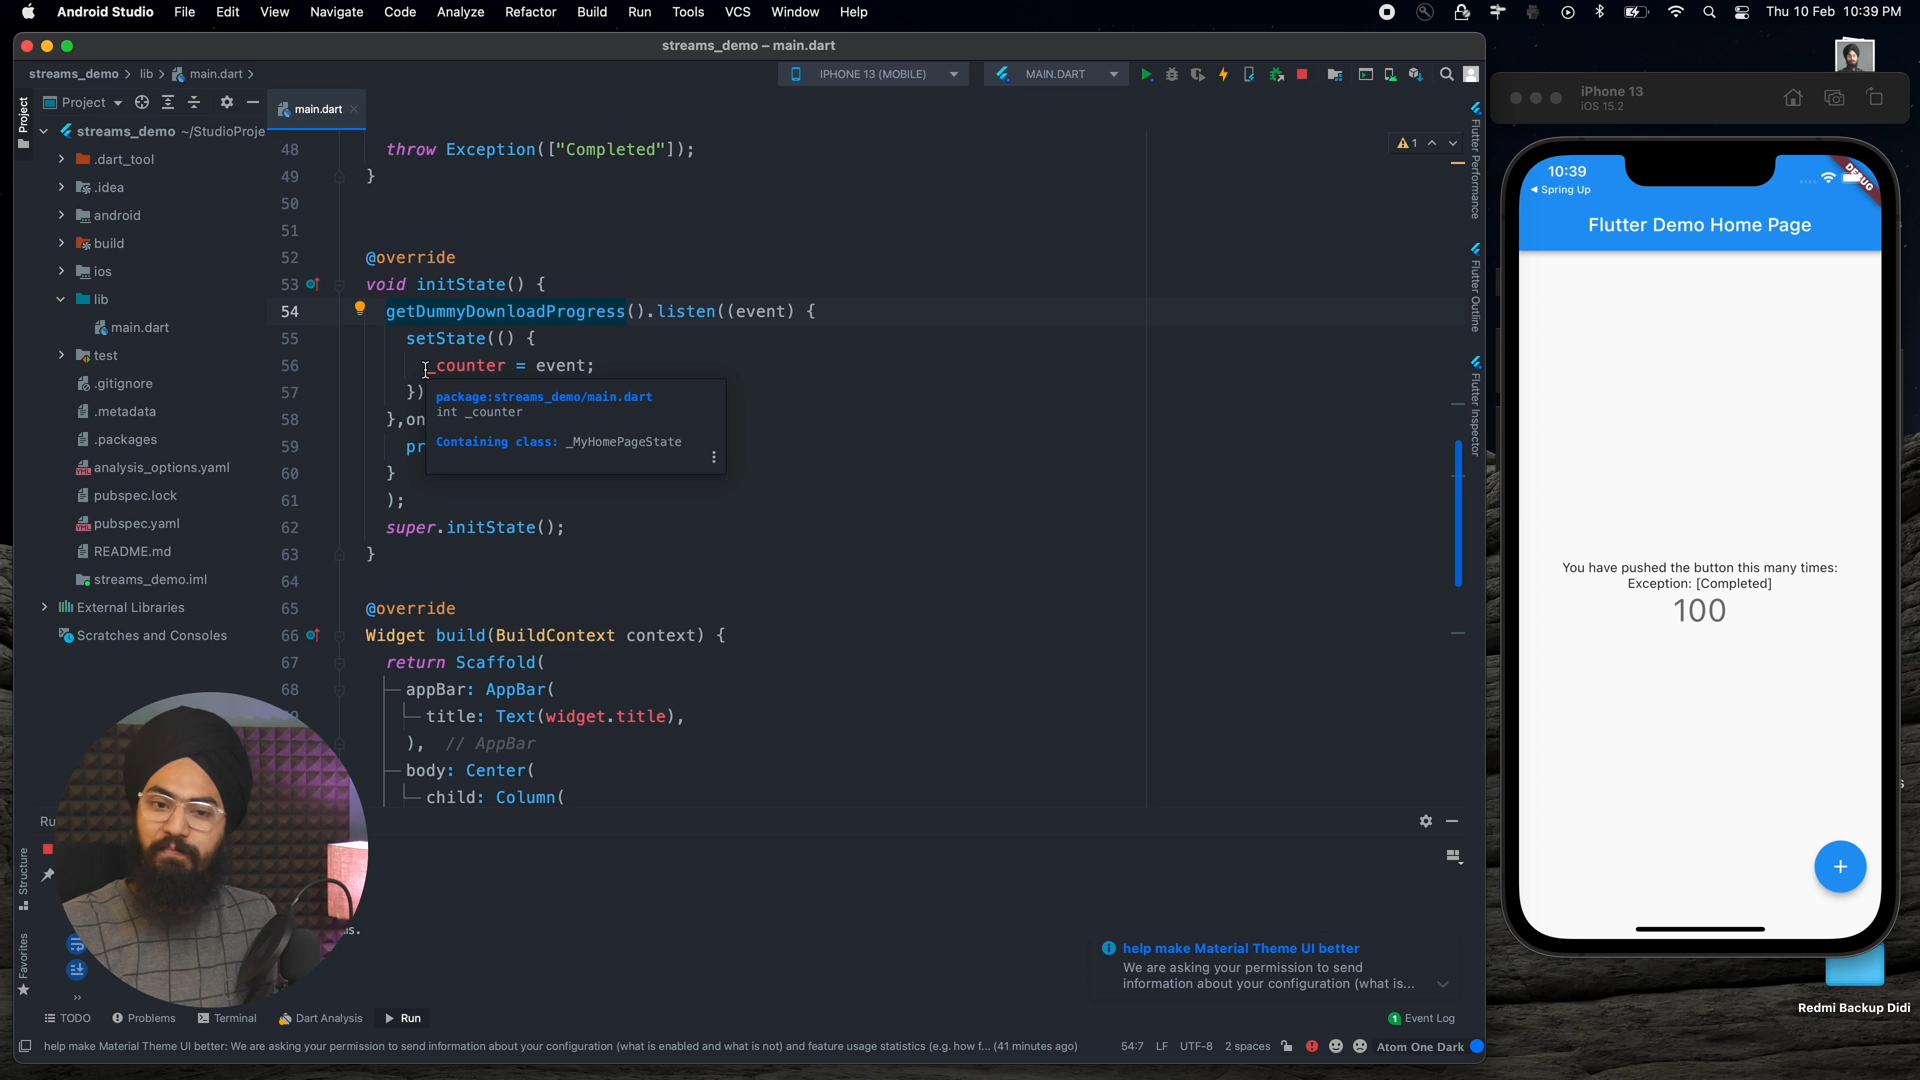 Android Studio File Edit View Navigate Code Analyze Refactor Build Run Tools VCS Window Help
Thu 10 Feb 10:39 PM
streams_demo – main.dart
streams_demo lib main.dart
IPHONE 13 (MOBILE)
MAIN.DART
Project
Project
main.dart
streams_demo ~/StudioProje
.dart_tool
.idea
android
build
ios
lib
main.dart
test
.gitignore
.metadata
.packages
analysis_options.yaml
pubspec.lock
pubspec.yaml
README.md
streams_demo.iml
External Libraries
Scratches and Consoles
48 throw Exception(["Completed"]);
49 }
50
51
52 @override
53 void initState() {
54 getDummyDownloadProgress().listen((event) {
55 setState(() {
56 _counter = event;
57 })
58 },on
59 pr
60 }
61 );
62 super.initState();
63 }
64
65 @override
66 Widget build(BuildContext context) {
67 return Scaffold(
68 appBar: AppBar(
title: Text(widget.title),
), // AppBar
body: Center(
child: Column(
package:streams_demo/main.dart
int _counter
Containing class: _MyHomePageState
1
Flutter Performance
Flutter Outline
Flutter Inspector
Ru
Structure
Favorites
s.
help make Material Theme UI better
We are asking your permission to send
information about your configuration (what is...
TODO Problems Terminal Dart Analysis Run
1 Event Log
help make Material Theme UI better: We are asking your permission to send information about your configuration (what is enabled and what is not) and feature usage statistics (e.g. how f... (41 minutes ago)
54:7 LF UTF-8 2 spaces Atom One Dark
iPhone 13
iOS 15.2
10:39
Spring Up
DEBUG
Flutter Demo Home Page
You have pushed the button this many times:
Exception: [Completed]
100
Redmi Backup Didi